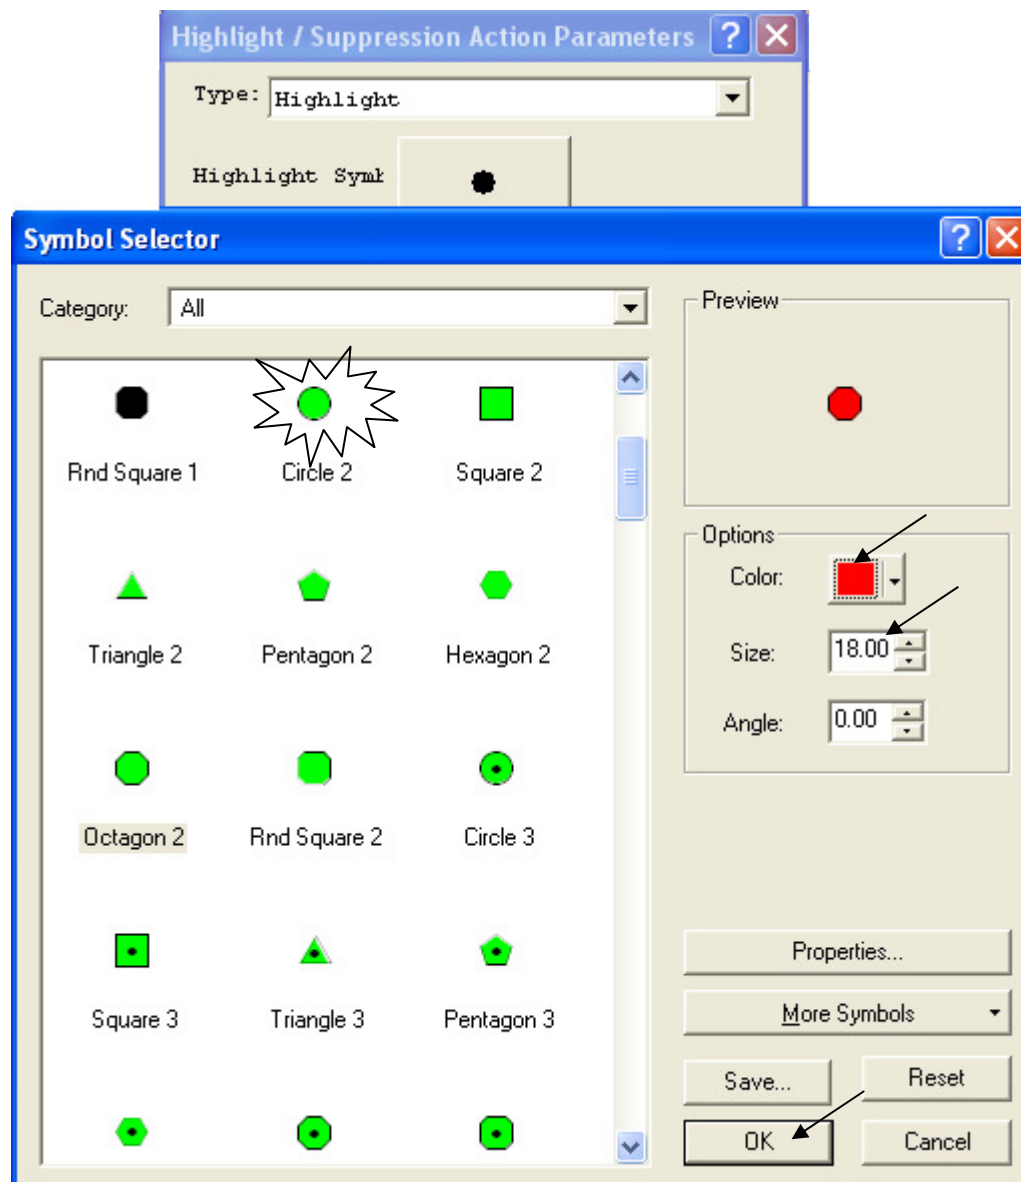 Highlight / Suppression Action Parameters
Type: Highlight
Highlight Symb
Symbol Selector
Category: All
Preview
Rnd Square 1 Circle 2 Square 2
Options
Color:
Triangle 2 Pentagon 2 Hexagon 2
Size: 18.00
Angle: 0.00
Octagon 2 Rnd Square 2 Circle 3
Properties...
Square 3 Triangle 3 Pentagon 3
More Symbols
Save... Reset
OK Cancel